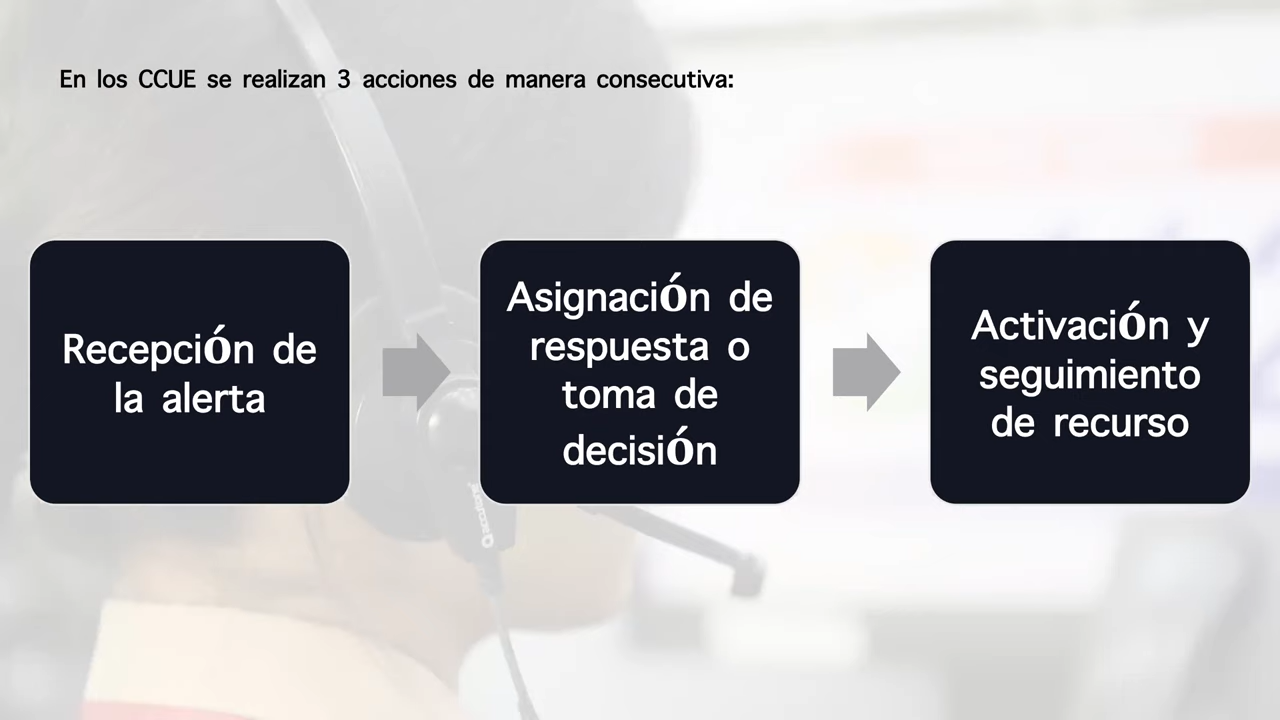 En los CCUE se realizan 3 acciones de manera consecutiva:
Recepción de
la alerta
Asignación de
respuesta o
toma de
decisión
Activación y
seguimiento
de recurso